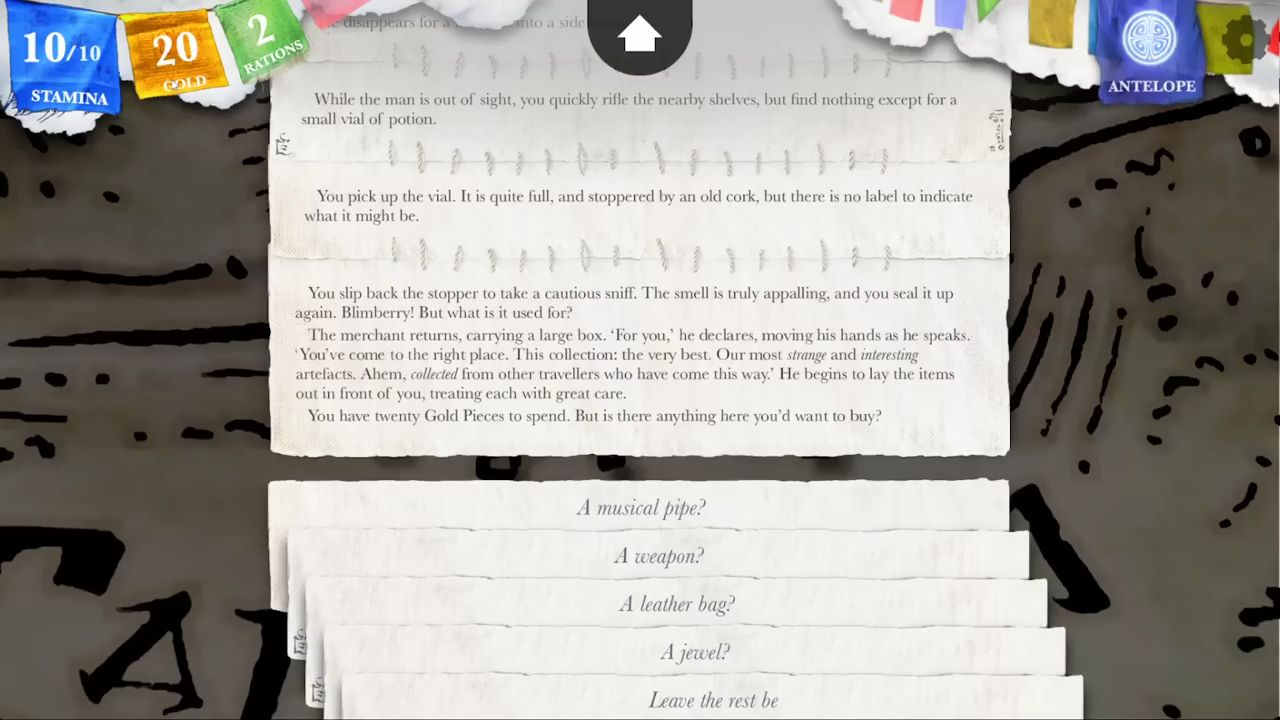 10/10
STAMINA
20
GOLD
2
RATIONS
ANTELOPE
disappears for a
into a side
While the man is out of sight, you quickly rifle the nearby shelves, but find nothing except for a
small vial of potion.
You pick up the vial. It is quite full, and stoppered by an old cork, but there is no label to indicate
what it might be.
You slip back the stopper to take a cautious sniff. The smell is truly appalling, and you seal it up
again. Blimberry! But what is it used for?
The merchant returns, carrying a large box. ‘For you,’ he declares, moving his hands as he speaks.
‘You’ve come to the right place. This collection: the very best. Our most strange and interesting
artefacts. Ahem, collected from other travellers who have come this way.’ He begins to lay the items
out in front of you, treating each with great care.
You have twenty Gold Pieces to spend. But is there anything here you’d want to buy?
A musical pipe?
A weapon?
A leather bag?
A jewel?
Leave the rest be